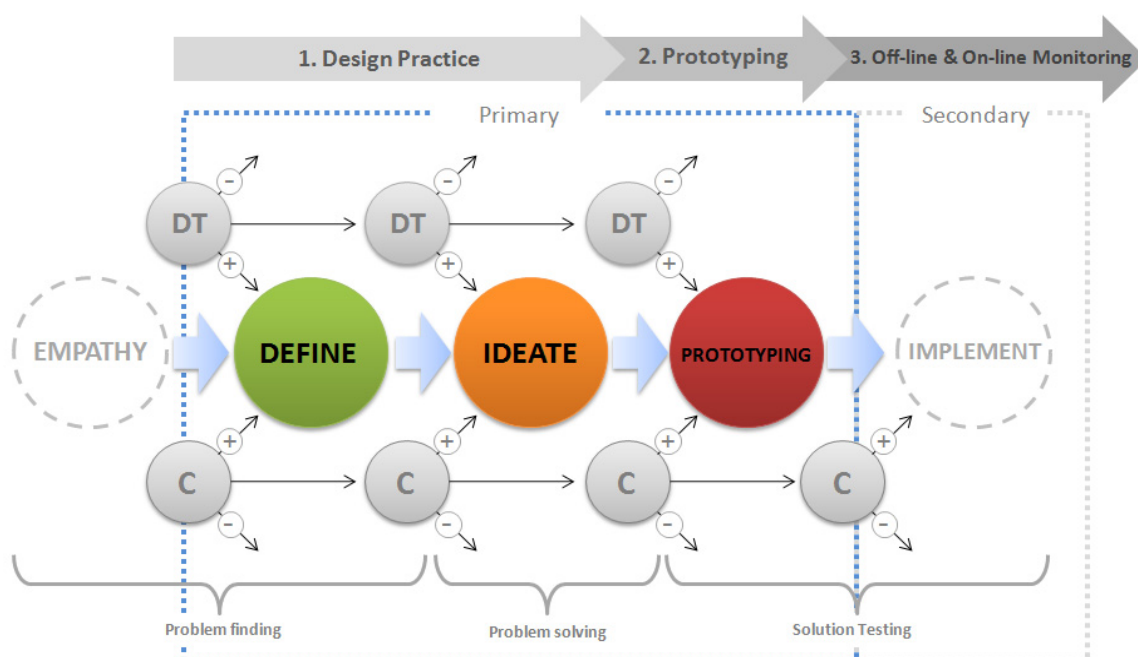 1. Design Practice
2. Prototyping
3. Off-line & On-line Monitoring
Primary
Secondary
−
−
−
DT
DT
DT
+
+
+
EMPATHY
DEFINE
IDEATE
PROTOTYPING
IMPLEMENT
+
+
+
+
C
C
C
C
−
−
−
−
Problem finding
Problem solving
Solution Testing